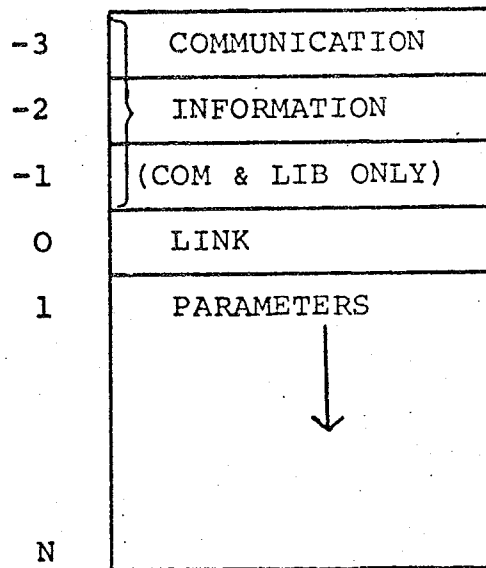 -3 COMMUNICATION
-2 INFORMATION
-1 (COM & LIB ONLY)
0 LINK
1 PARAMETERS
N